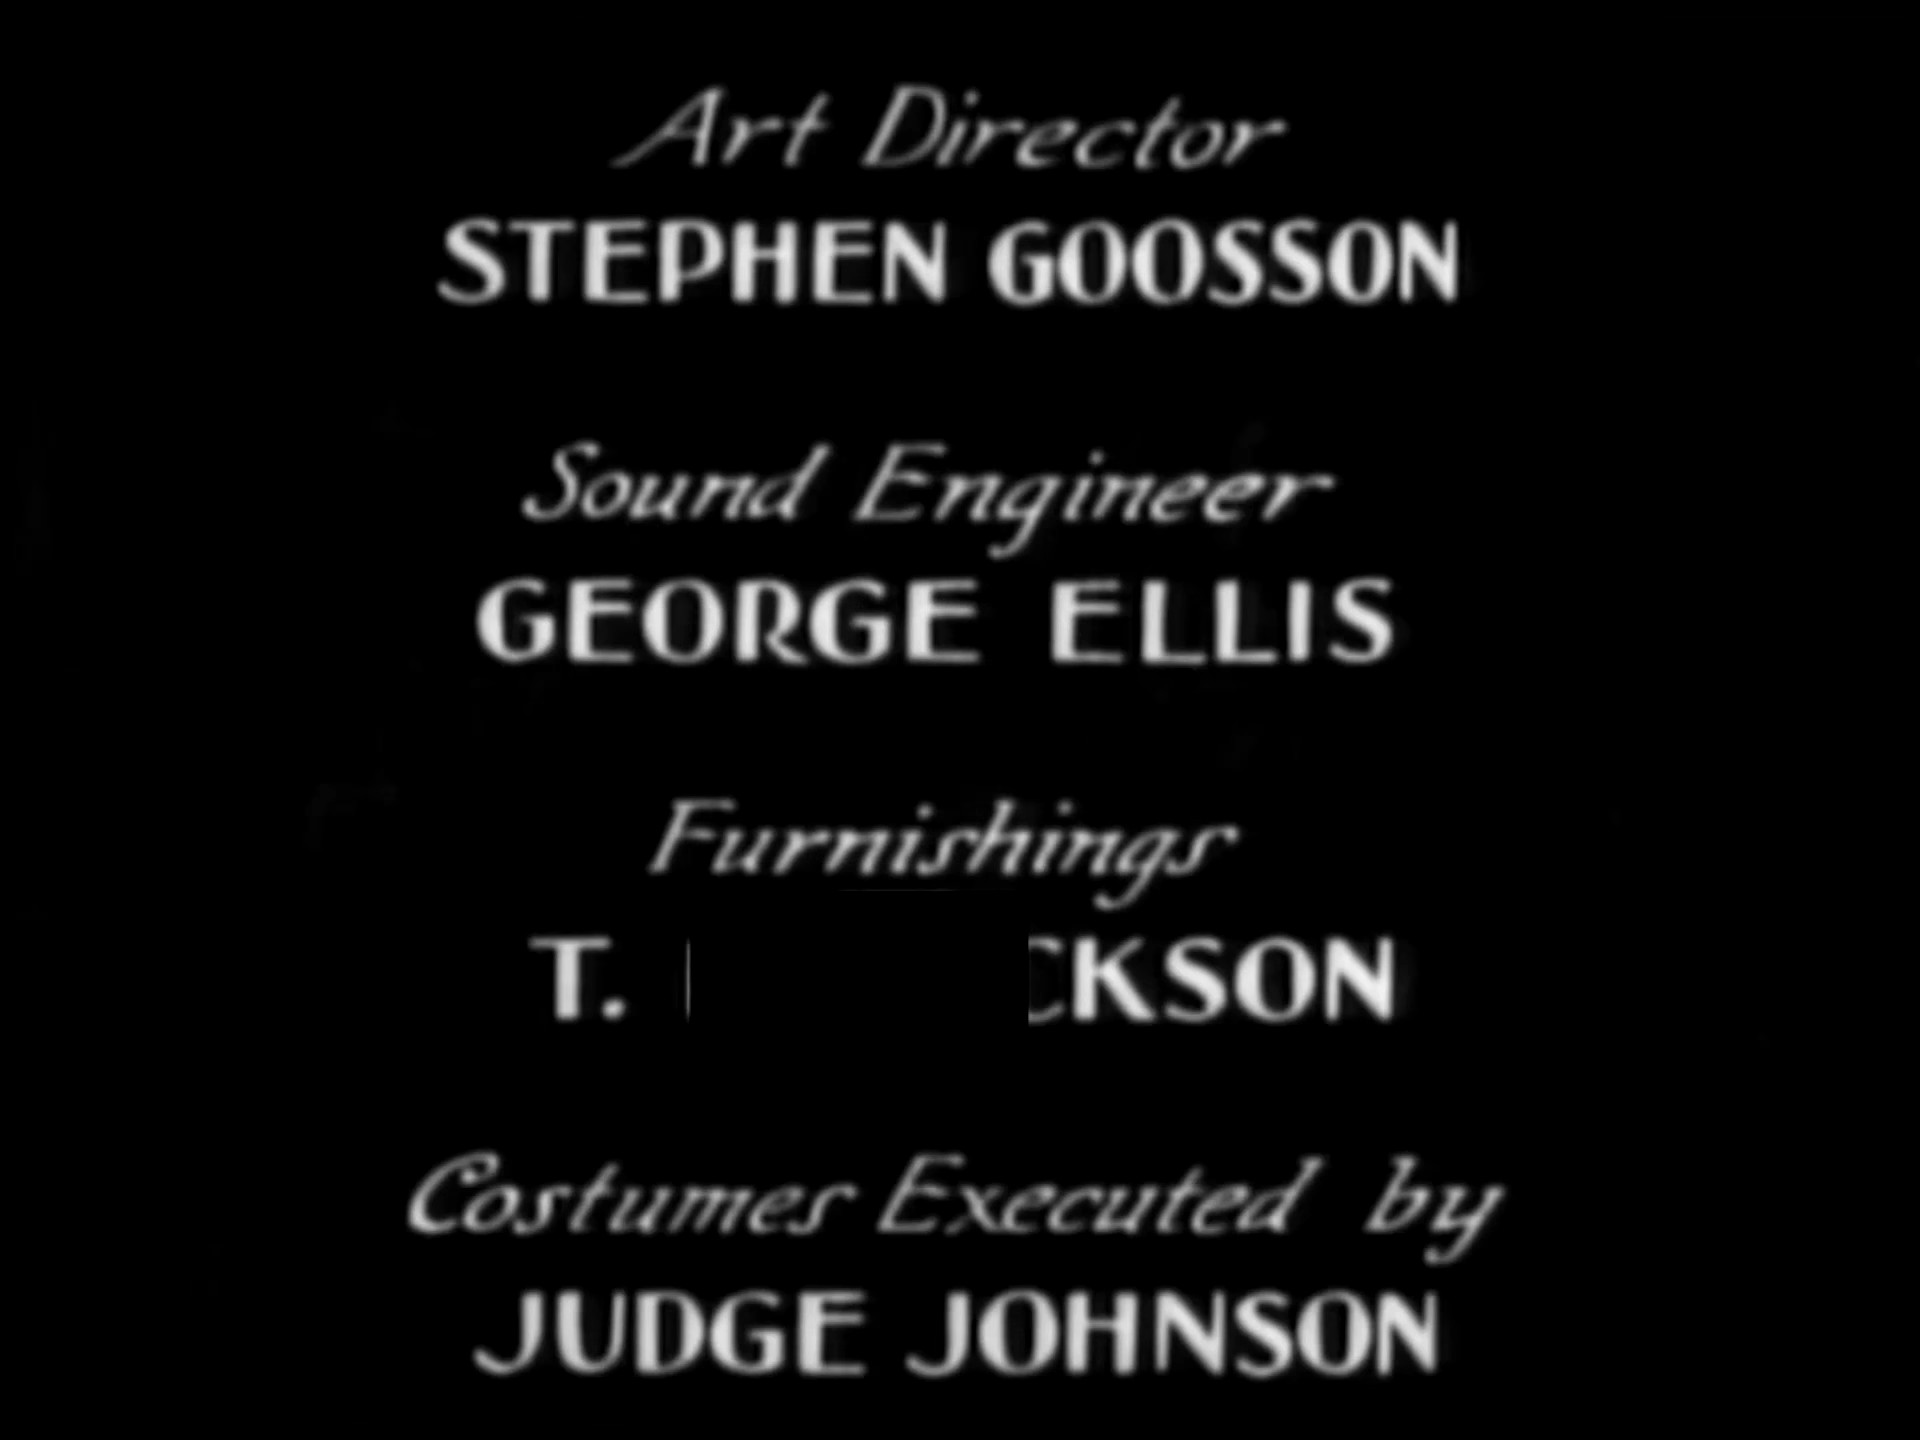 Art Director
STEPHEN GOOSSON
Sound Engineer
GEORGE ELLIS
Furnishings
T.
Costumes Executed by
JUDGE JOHNSON